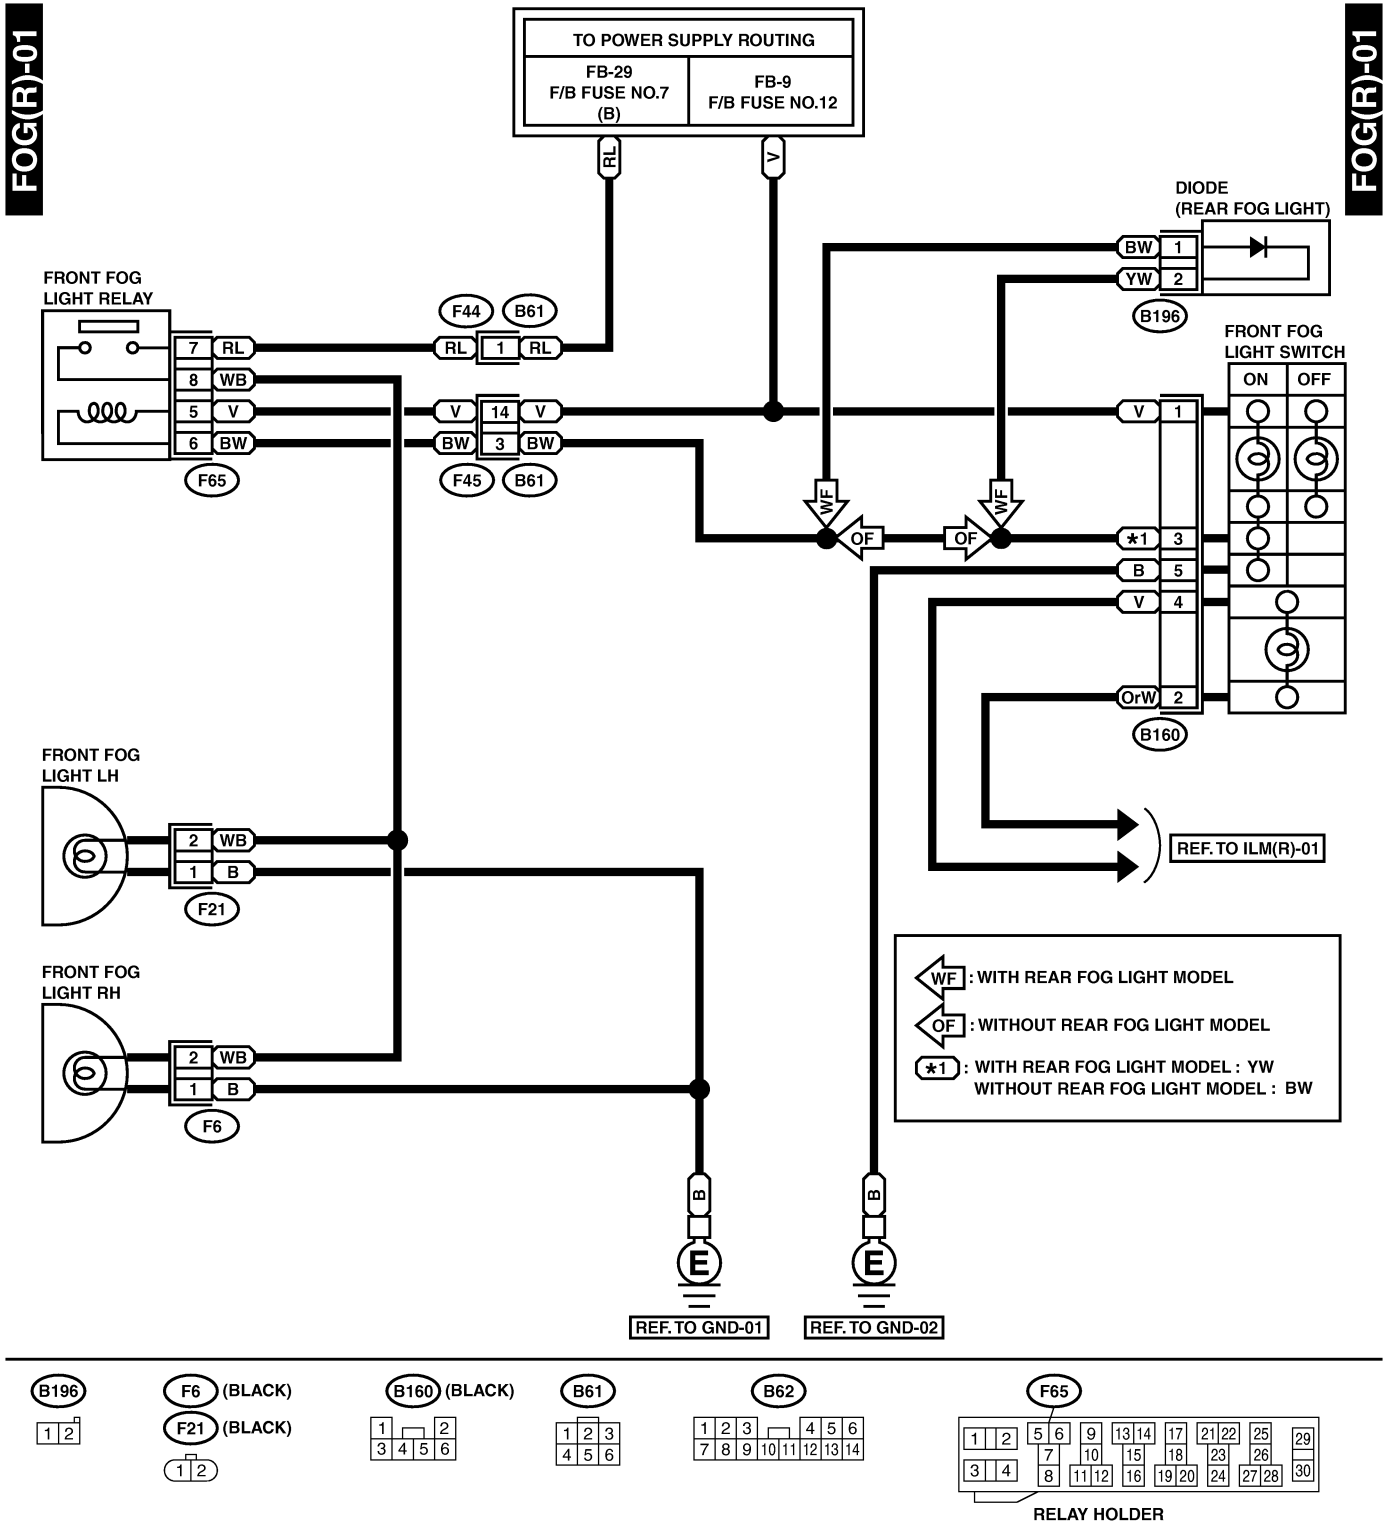 FOG(R)-01
FOG(R)-01
TO POWER SUPPLY ROUTING
FB-29
F/B FUSE NO.7
(B)
FB-9
F/B FUSE NO.12
RL
V
DIODE
(REAR FOG LIGHT)
BW 1
YW 2
B196
FRONT FOG
LIGHT RELAY
7 RL
8 WB
5 V
6 BW
F65
F44 B61
RL 1 RL
V 14 V
BW 3 BW
F45 B61
FRONT FOG
LIGHT SWITCH
ON OFF
V 1
WF
WF
OF
OF
*1 3
B 5
V 4
OrW 2
B160
FRONT FOG
LIGHT LH
2 WB
1 B
F21
REF. TO ILM(R)-01
FRONT FOG
LIGHT RH
2 WB
1 B
F6
WF : WITH REAR FOG LIGHT MODEL
OF : WITHOUT REAR FOG LIGHT MODEL
*1 : WITH REAR FOG LIGHT MODEL : YW
WITHOUT REAR FOG LIGHT MODEL : BW
B
B
E
E
REF. TO GND-01
REF. TO GND-02
B196
1 2
F6 (BLACK)
F21 (BLACK)
1 2
B160 (BLACK)
1 2
3 4 5 6
B61
1 2 3
4 5 6
B62
1 2 3 4 5 6
7 8 9 10 11 12 13 14
F65
1 2 5 6 9 13 14 17 21 22 25 29
7 10 15 18 23 26
3 4 8 11 12 16 19 20 24 27 28 30
RELAY HOLDER